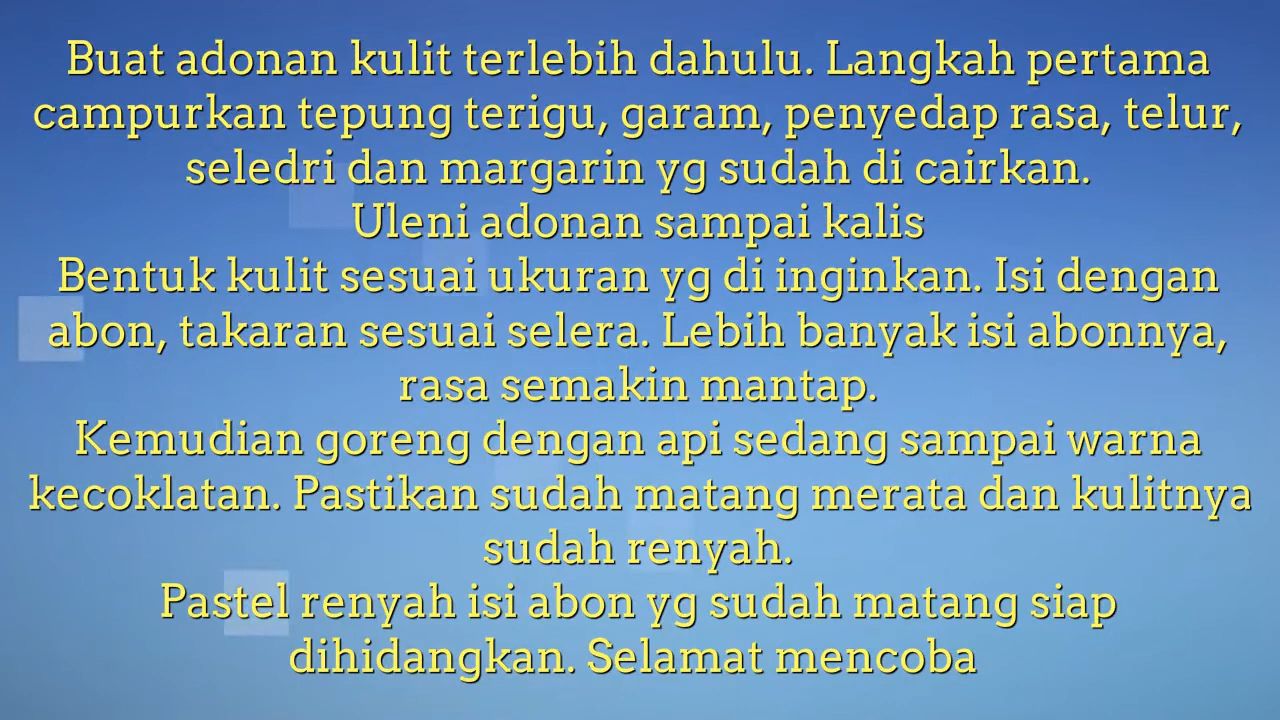 Buat adonan kulit terlebih dahulu. Langkah pertama
campurkan tepung terigu, garam, penyedap rasa, telur,
seledri dan margarin yg sudah di cairkan.
Uleni adonan sampai kalis
Bentuk kulit sesuai ukuran yg di inginkan. Isi dengan
abon, takaran sesuai selera. Lebih banyak isi abonnya,
rasa semakin mantap.
Kemudian goreng dengan api sedang sampai warna
kecoklatan. Pastikan sudah matang merata dan kulitnya
sudah renyah.
Pastel renyah isi abon yg sudah matang siap
dihidangkan. Selamat mencoba